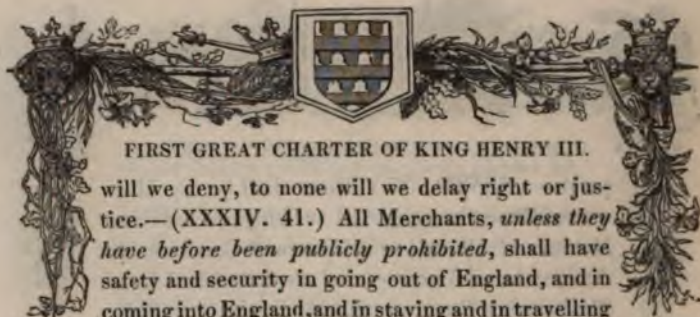 FIRST GREAT CHARTER OF KING HENRY III.
will we deny, to none will we delay right or jus-
tice.—(XXXIV. 41.) All Merchants, unless they
have before been publicly prohibited, shall have
safety and security in going out of England, and in
coming into England, and in staying and in travelling